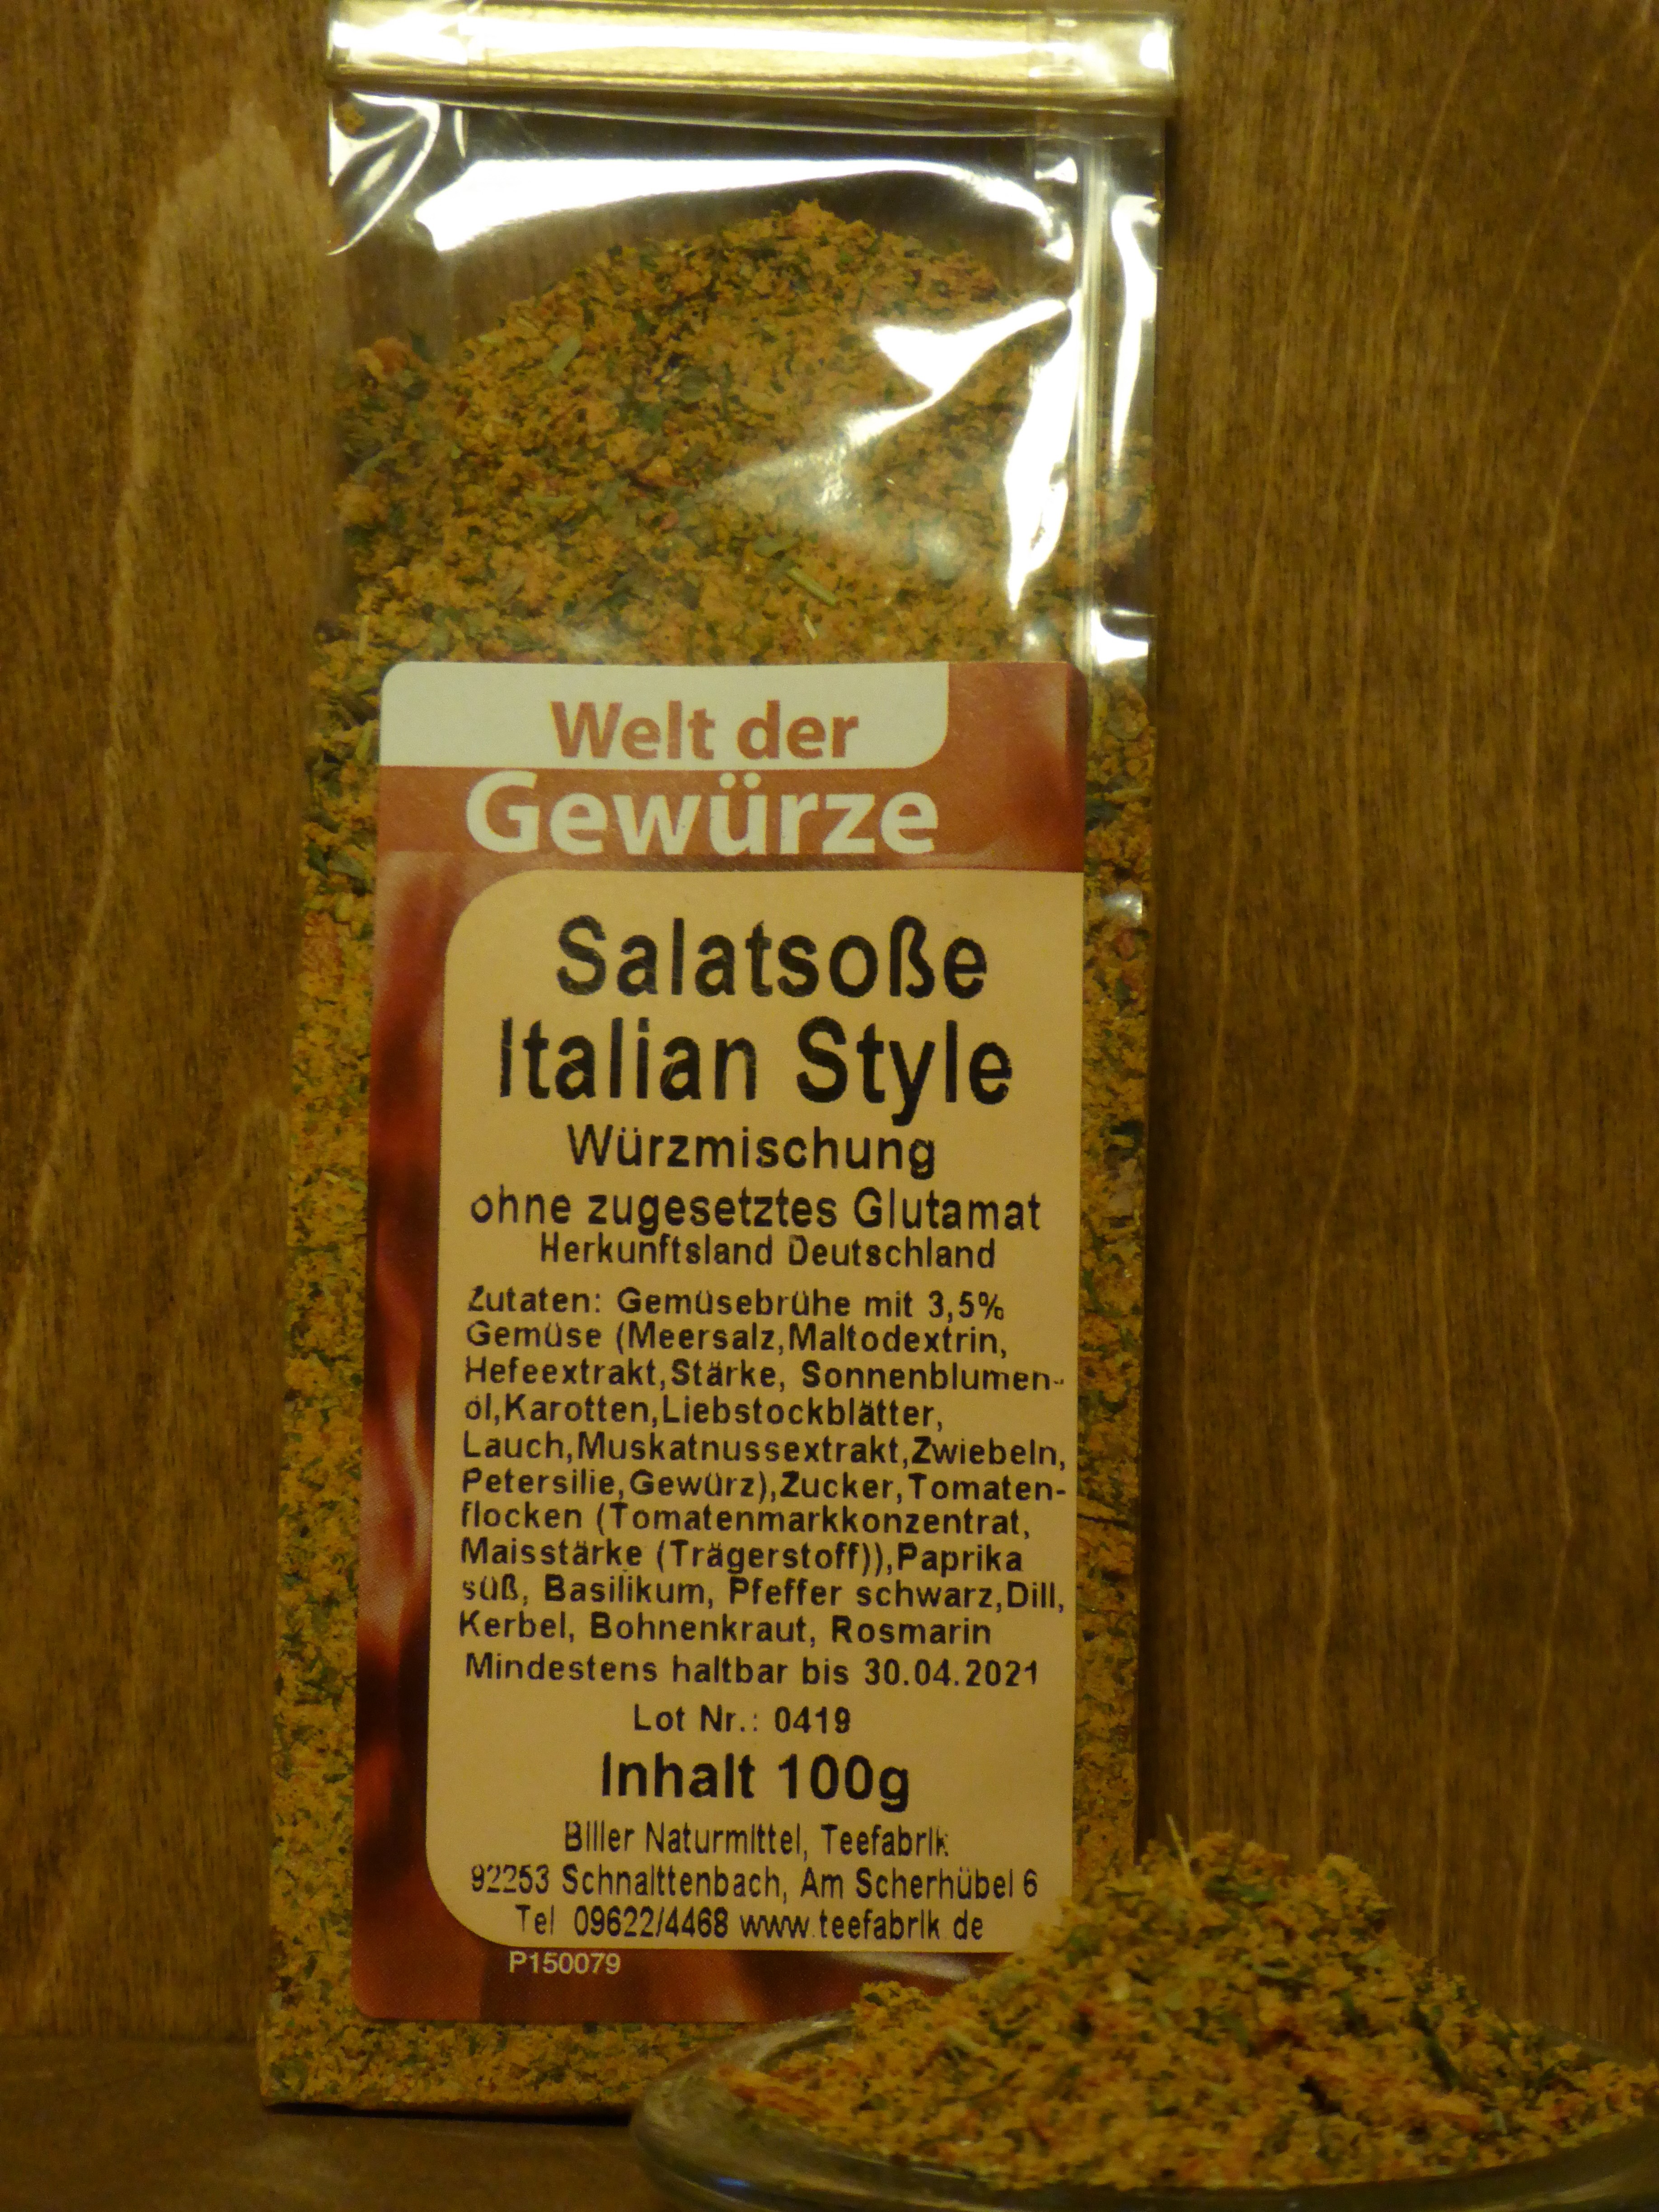 Welt der
Gewürze
Salatsoße
Italian Style
Würzmischung
ohne zugesetztes Glutamat
Herkunftsland Deutschland
Zutaten: Gemüsebrühe mit 3,5%
Gemüse (Meersalz,Maltodextrin,
Hefeextrakt,Stärke, Sonnenblumen-
öl,Karotten,Liebstockblätter,
Lauch,Muskatnussextrakt,Zwiebeln,
Petersilie,Gewürz),Zucker,Tomaten-
flocken (Tomatenmarkkonzentrat,
Maisstärke (Trägerstoff)),Paprika
süß, Basilikum, Pfeffer schwarz,Dill,
Kerbel, Bohnenkraut, Rosmarin
Mindestens haltbar bis 30.04.2021
Lot Nr.: 0419
Inhalt 100g
Biller Naturmittel, Teefabrik
92253 Schnaittenbach, Am Scherhübel 6
Tel 09622/4468 www.teefabrik.de
P150079